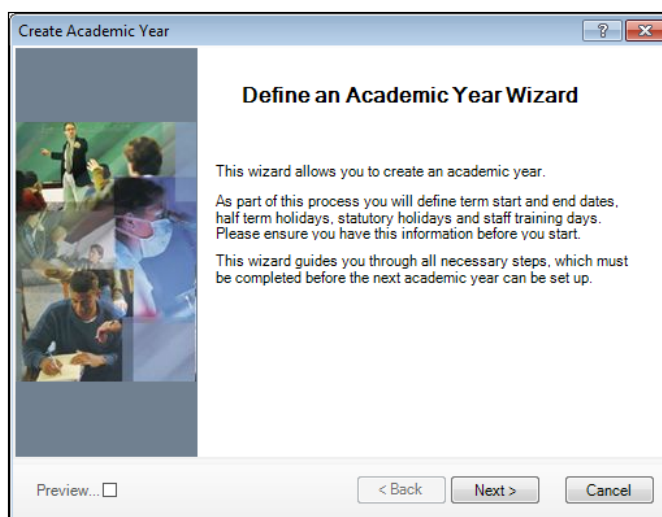 Create Academic Year
Define an Academic Year Wizard
This wizard allows you to create an academic year.
As part of this process you will define term start and end dates,
half term holidays, statutory holidays and staff training days.
Please ensure you have this information before you start.
This wizard guides you through all necessary steps, which must
be completed before the next academic year can be set up.
Preview...
< Back Next > Cancel